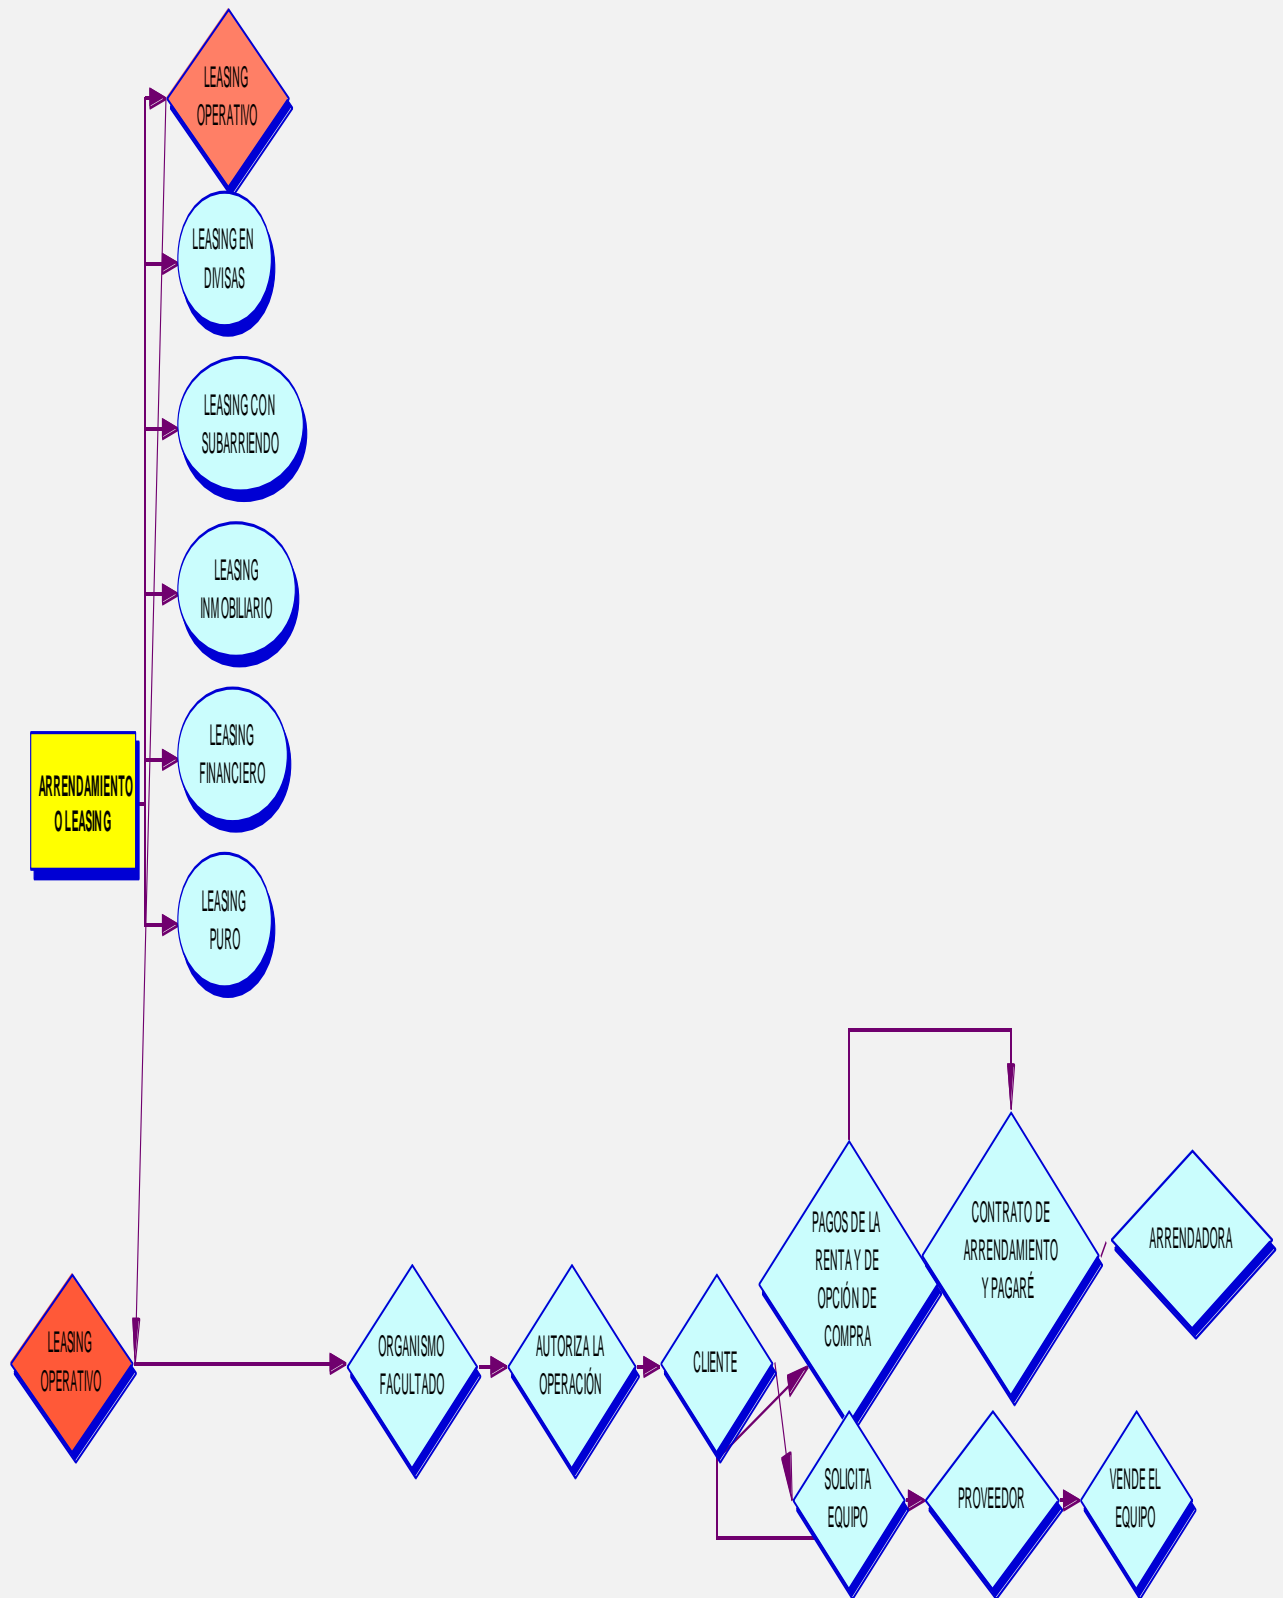 LEASING
OPERATIVO
LEASING EN
DIVISAS
LEASING CON
SUBARRIENDO
LEASING
INMOBILIARIO
LEASING
FINANCIERO
ARRENDAMIENTO
O LEASING
LEASING
PURO
LEASING
OPERATIVO
ORGANISMO
FACULTADO
AUTORIZA LA
OPERACIÓN
CLIENTE
PAGOS DE LA
RENTA Y DE
OPCIÓN DE
COMPRA
CONTRATO DE
ARRENDAMIENTO
Y PAGARÉ
ARRENDADORA
SOLICITA
EQUIPO
PROVEEDOR
VENDE EL
EQUIPO